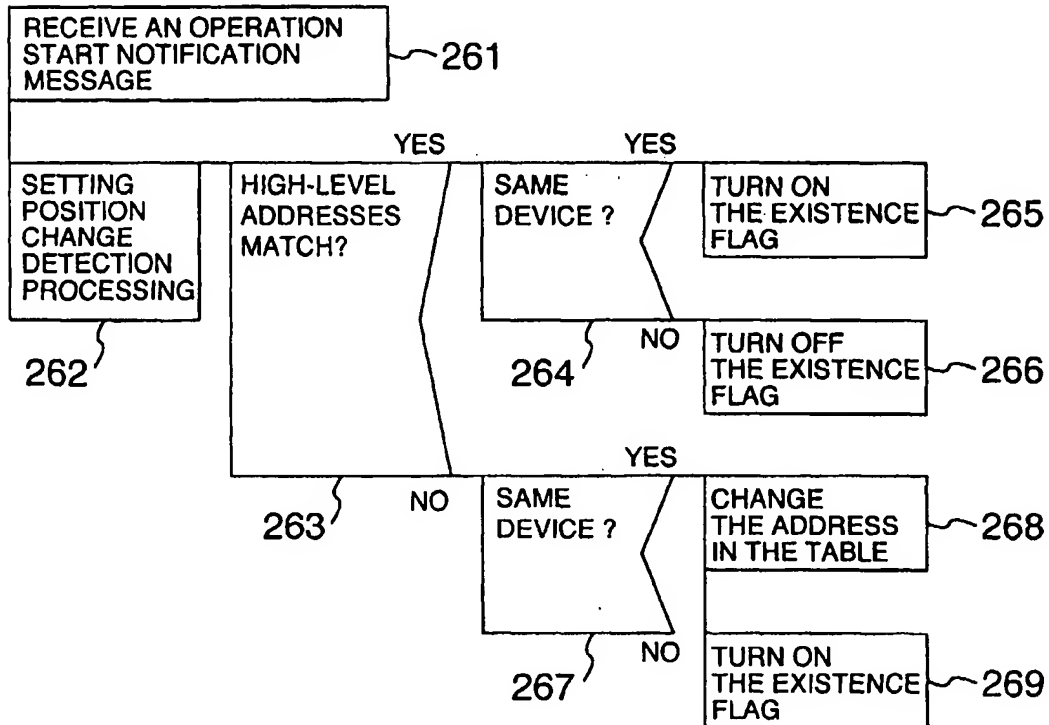 RECEIVE AN OPERATION
START NOTIFICATION
MESSAGE
261
YES
YES
SETTING
POSITION
CHANGE
DETECTION
PROCESSING
HIGH-LEVEL
ADDRESSES
MATCH?
SAME
DEVICE ?
TURN ON
THE EXISTENCE
FLAG
265
262
264
NO
TURN OFF
THE EXISTENCE
FLAG
266
YES
263
NO
SAME
DEVICE ?
CHANGE
THE ADDRESS
IN THE TABLE
268
267
NO
TURN ON
THE EXISTENCE
FLAG
269